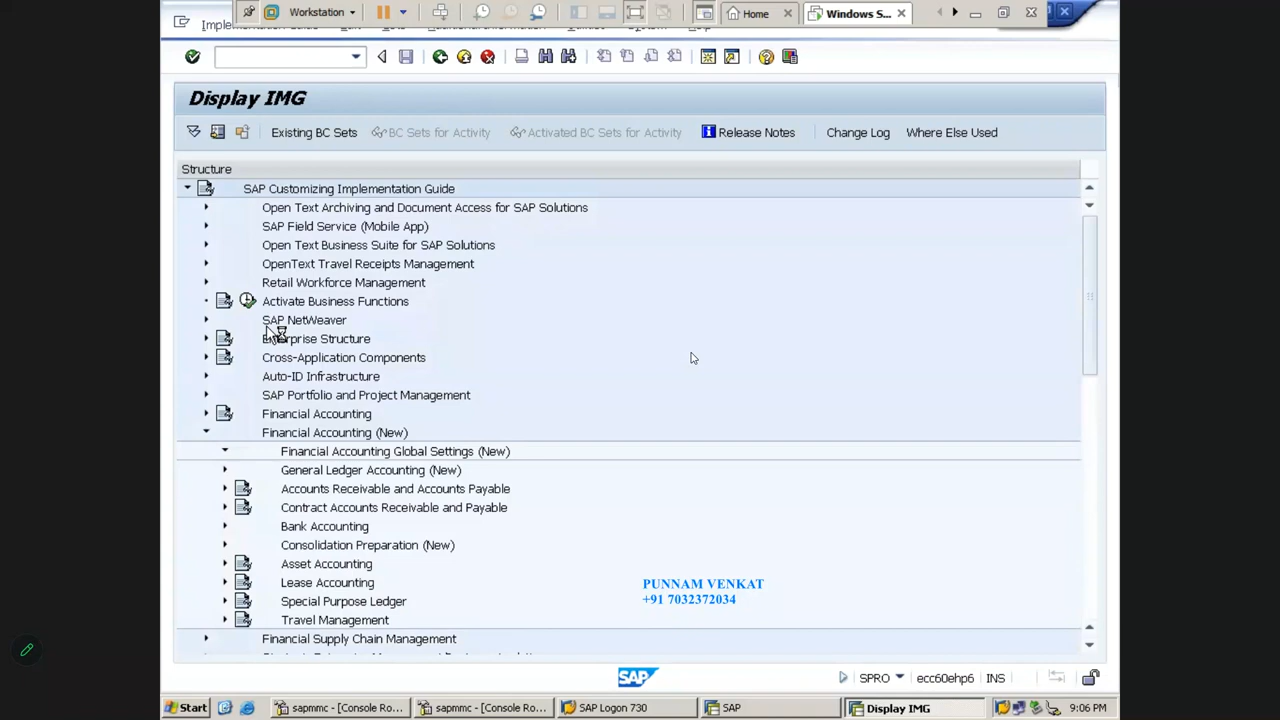 Workstation
Home
Windows S...
Display IMG
Existing BC Sets BC Sets for Activity Activated BC Sets for Activity Release Notes Change Log Where Else Used
Structure
SAP Customizing Implementation Guide
Open Text Archiving and Document Access for SAP Solutions
SAP Field Service (Mobile App)
Open Text Business Suite for SAP Solutions
OpenText Travel Receipts Management
Retail Workforce Management
Activate Business Functions
SAP NetWeaver
Enterprise Structure
Cross-Application Components
Auto-ID Infrastructure
SAP Portfolio and Project Management
Financial Accounting
Financial Accounting (New)
Financial Accounting Global Settings (New)
General Ledger Accounting (New)
Accounts Receivable and Accounts Payable
Contract Accounts Receivable and Payable
Bank Accounting
Consolidation Preparation (New)
Asset Accounting
Lease Accounting
Special Purpose Ledger
Travel Management
Financial Supply Chain Management
PUNNAM VENKAT
+91 7032372034
SAP
SPRO ecc60ehp6 INS
Start sapmmc - [Console Ro... sapmmc - [Console Ro... SAP Logon 730 SAP Display IMG 9:06 PM